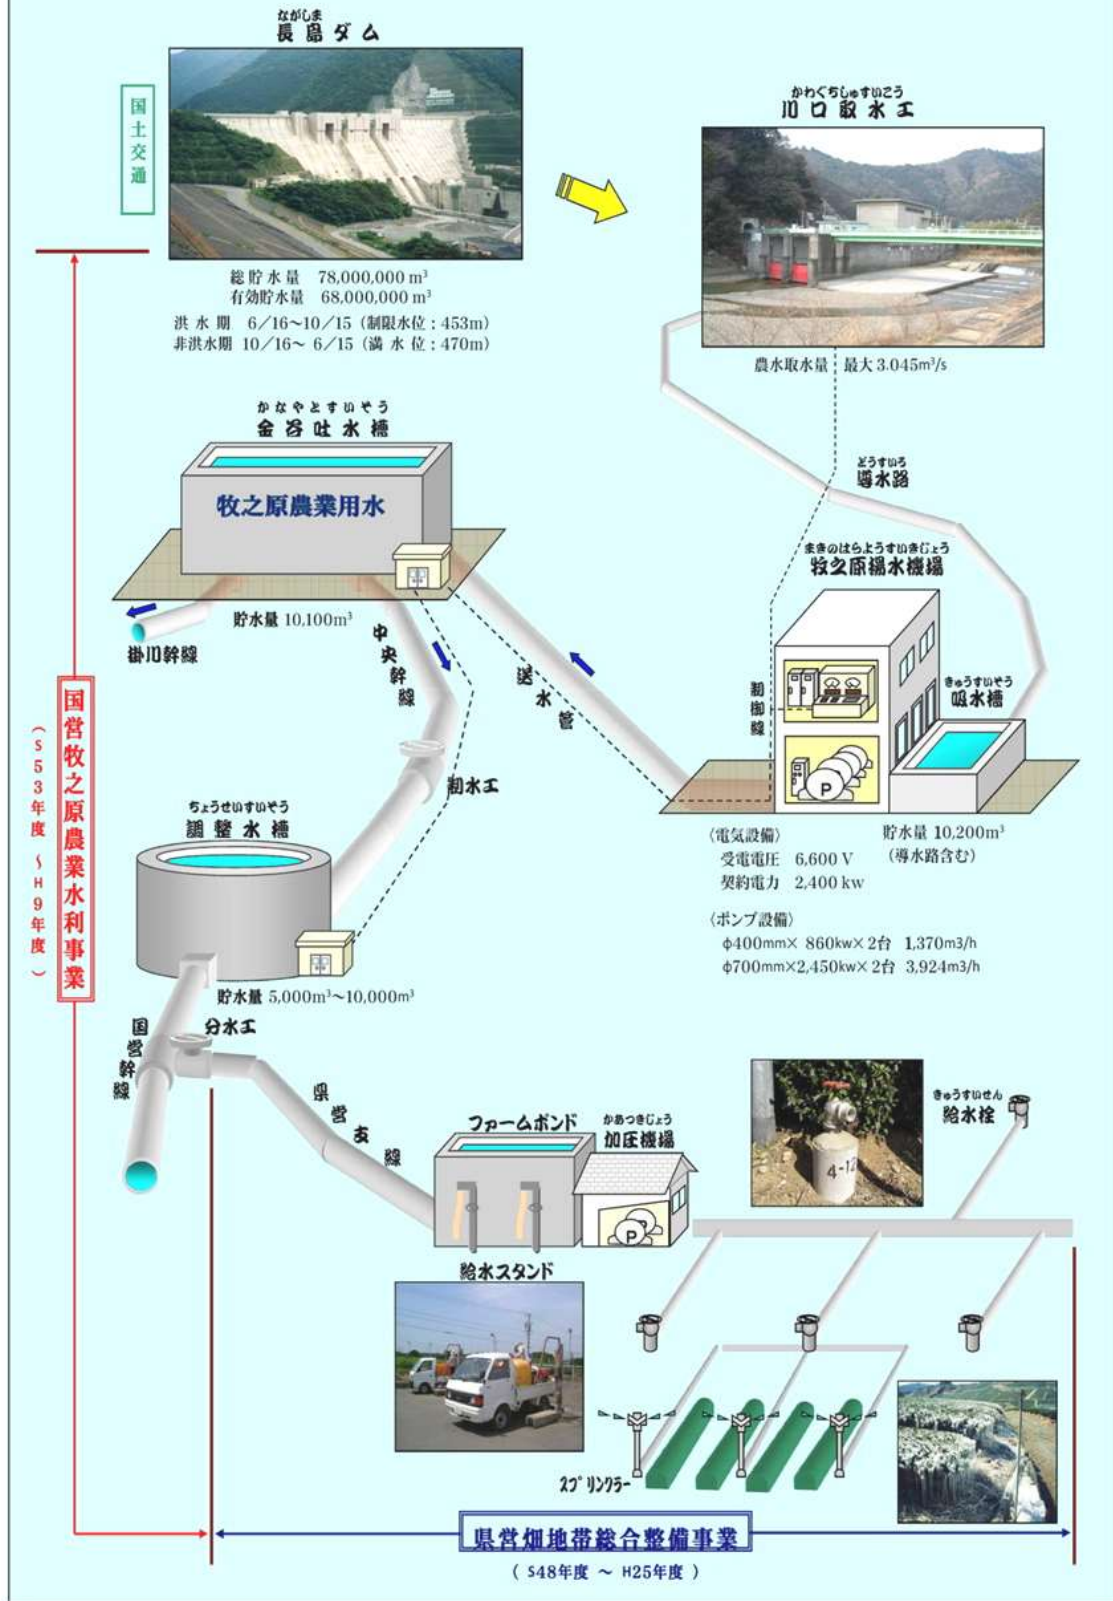 ながしま
長島ダム
国土交通
総貯水量 78,000,000 m³
有効貯水量 68,000,000 m³
洪水期 6/16～10/15（制限水位：453m）
非洪水期 10/16～ 6/15（満水位：470m）
かわぐちしゅすいこう
川口取水工
農水取水量 最大 3.045m³/s
どうすいろ
導水路
かなやとすいそう
金谷吐水槽
牧之原農業用水
貯水量 10,100m³
掛川幹線
中央幹線
送水管
制水工
まきのはらようすいきじょう
牧之原揚水機場
制御線
きゅうすいそう
吸水槽
P
〈電気設備〉
受電電圧 6,600 V
契約電力 2,400 kw
貯水量 10,200m³
（導水路含む）
〈ポンプ設備〉
φ400mm× 860kw×2台 1,370m3/h
φ700mm×2,450kw×2台 3,924m3/h
国営牧之原農業水利事業
（S53年度 ～H9年度）
ちょうせいすいそう
調整水槽
貯水量 5,000m³～10,000m³
国営幹線
分水工
県営支線
ファームポンド
かあつきじょう
加圧機場
P
給水スタンド
4-12
きゅうすいせん
給水栓
スプリンクラー
県営畑地帯総合整備事業
（ S48年度 ～ H25年度 ）